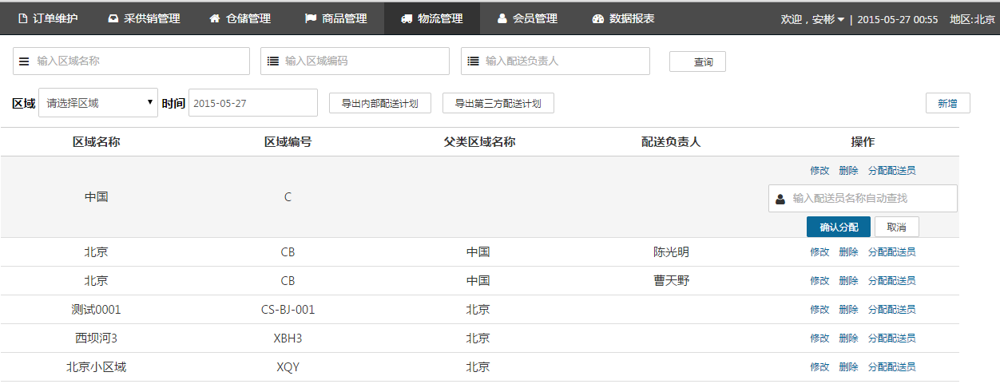 订单维护 采供销管理 仓储管理 商品管理 物流管理 会员管理 数据报表 欢迎，安彬 | 2015-05-27 00:55 地区:北京
输入区域名称 输入区域编码 输入配送负责人 查询
区域 请选择区域 时间 2015-05-27 导出内部配送计划 导出第三方配送计划 新增
区域名称 区域编号 父类区域名称 配送负责人 操作
修改 删除 分配配送员
中国 C 输入配送员名称自动查找
确认分配 取消
北京 CB 中国 陈光明 修改 删除 分配配送员
北京 CB 中国 曹天野 修改 删除 分配配送员
测试0001 CS-BJ-001 北京 修改 删除 分配配送员
西坝河3 XBH3 北京 修改 删除 分配配送员
北京小区域 XQY 北京 修改 删除 分配配送员